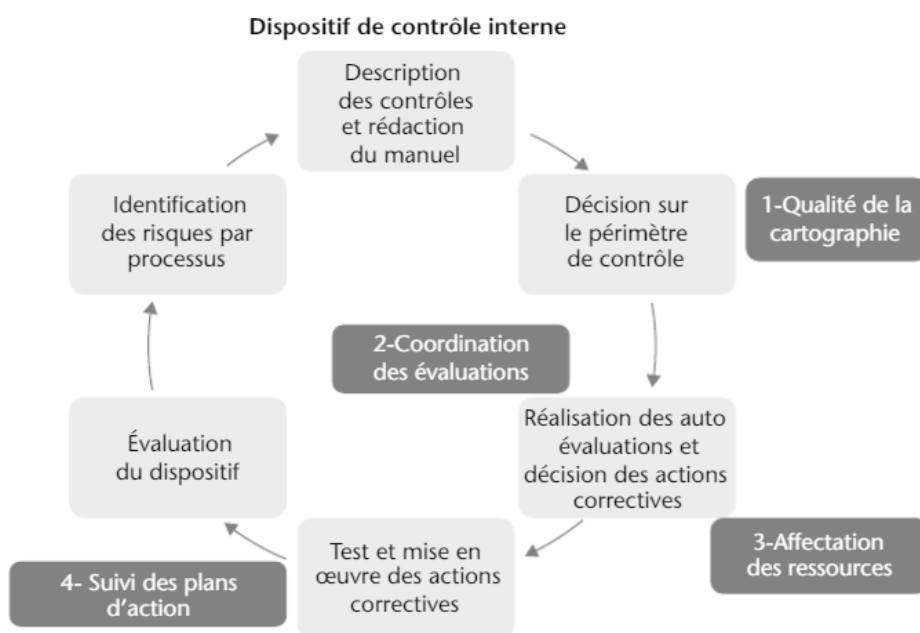 Dispositif de contrôle interne
Description
des contrôles
et rédaction
du manuel
Identification
des risques par
processus
Décision sur
le périmètre
de contrôle
1-Qualité de la
cartographie
2-Coordination
des évaluations
Évaluation
du dispositif
Réalisation des auto
évaluations et
décision des actions
correctives
Test et mise en
œuvre des actions
correctives
3-Affectation
des ressources
4- Suivi des plans
d’action